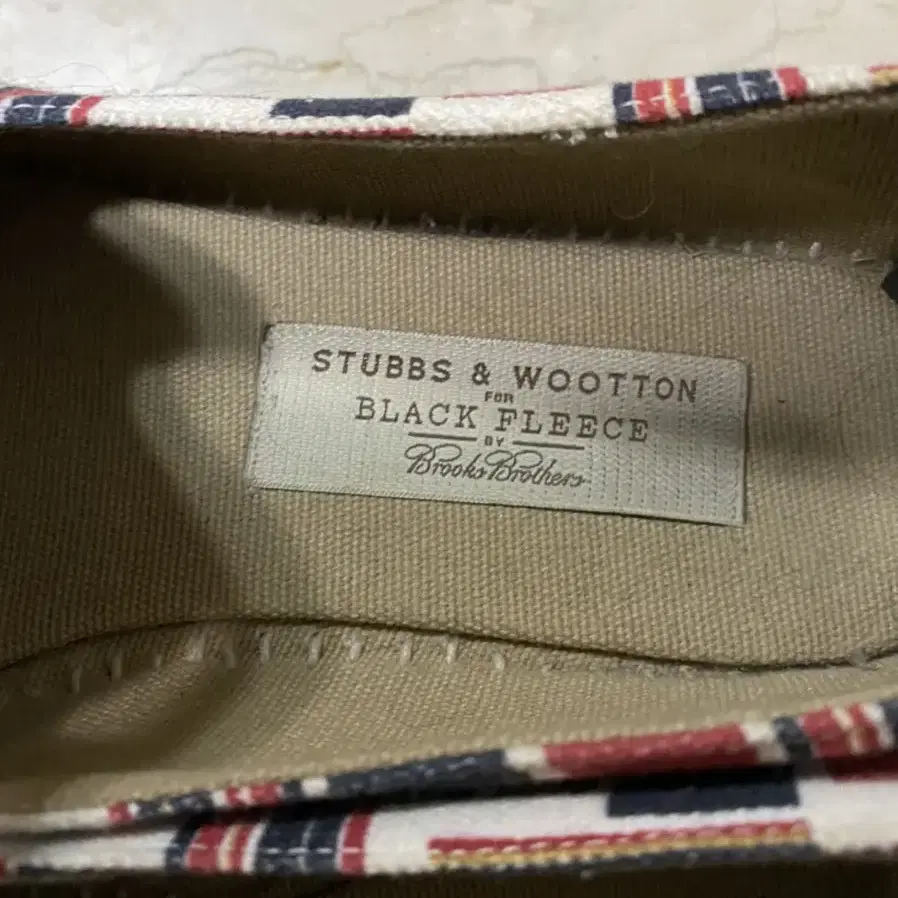 STUBBS & WOOTTON
FOR
BLACK FLEECE
BY
Brooks Brothers